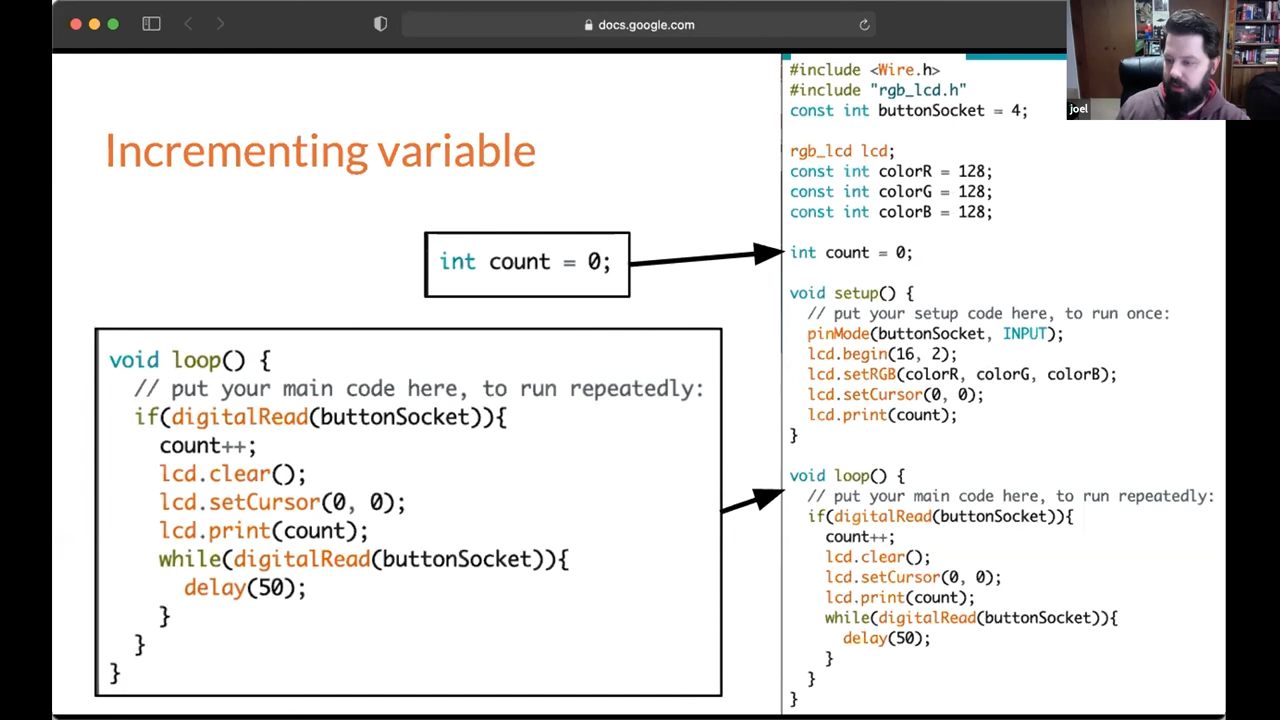 docs.google.com
joel
Incrementing variable
int count = 0;
void loop() {
  // put your main code here, to run repeatedly:
  if(digitalRead(buttonSocket)){
    count++;
    lcd.clear();
    lcd.setCursor(0, 0);
    lcd.print(count);
    while(digitalRead(buttonSocket)){
      delay(50);
    }
  }
}
#include <Wire.h>
#include "rgb_lcd.h"
const int buttonSocket = 4;
rgb_lcd lcd;
const int colorR = 128;
const int colorG = 128;
const int colorB = 128;
int count = 0;
void setup() {
  // put your setup code here, to run once:
  pinMode(buttonSocket, INPUT);
  lcd.begin(16, 2);
  lcd.setRGB(colorR, colorG, colorB);
  lcd.setCursor(0, 0);
  lcd.print(count);
}
void loop() {
  // put your main code here, to run repeatedly:
  if(digitalRead(buttonSocket)){
    count++;
    lcd.clear();
    lcd.setCursor(0, 0);
    lcd.print(count);
    while(digitalRead(buttonSocket)){
      delay(50);
    }
  }
}